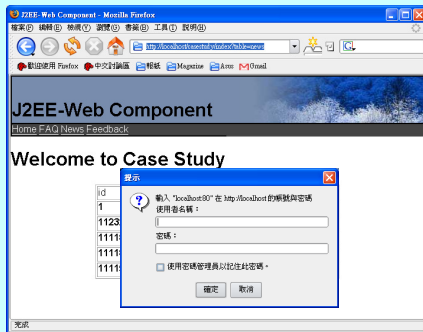 J2EE-Web Component - Mozilla Firefox
檔案(F) 編輯(E) 檢視(V) 瀏覽(G) 書籤(B) 工具(T) 說明(H)
http://localhost/casestudy/index?table=news
歡迎使用 Firefox 中文討論區 報紙 Magazine Asus Gmail
J2EE-Web Component
Home FAQ News Feedback
Welcome to Case Study
id
1
1123
1111
1111
1111
提示
輸入 "localhost:80" 在 http://localhost 的帳號與密碼
使用者名稱：
密碼：
使用密碼管理員以記住此密碼。
確定 取消
完成